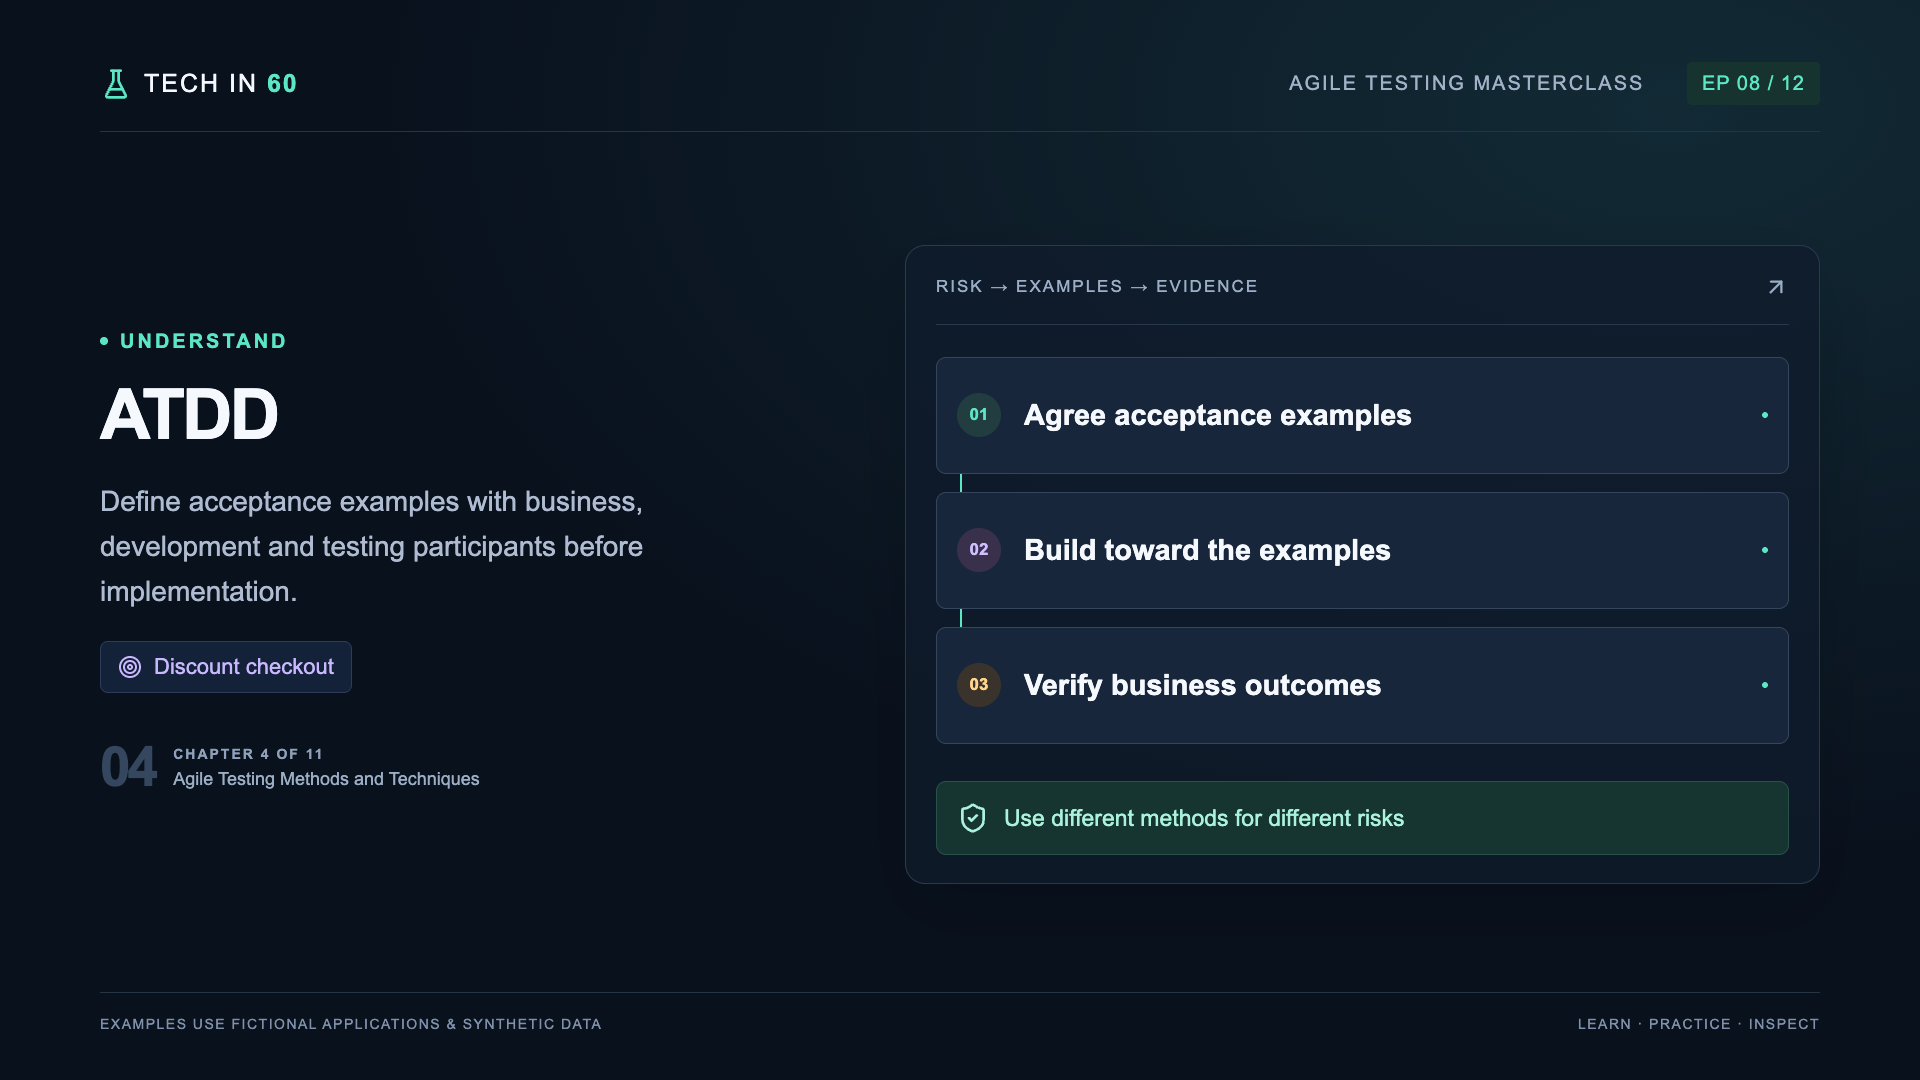 TECH IN 60
AGILE TESTING MASTERCLASS
EP 08 / 12
• UNDERSTAND
ATDD
Define acceptance examples with business,
development and testing participants before
implementation.
Discount checkout
04
CHAPTER 4 OF 11
Agile Testing Methods and Techniques
RISK → EXAMPLES → EVIDENCE
01
Agree acceptance examples
02
Build toward the examples
03
Verify business outcomes
Use different methods for different risks
EXAMPLES USE FICTIONAL APPLICATIONS & SYNTHETIC DATA
LEARN · PRACTICE · INSPECT